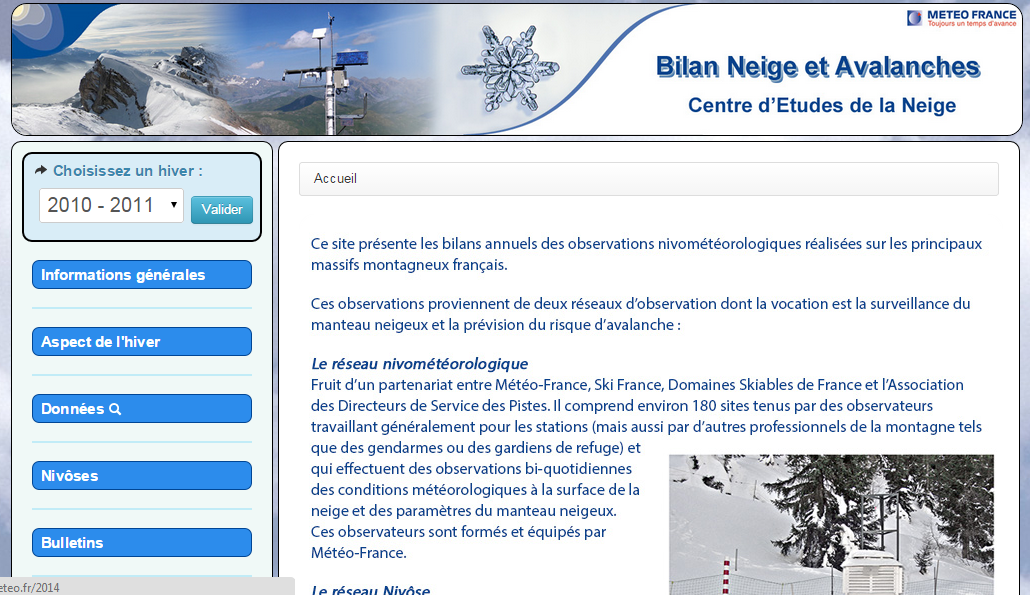 METEO FRANCE
Toujours un temps d'avance
Bilan Neige et Avalanches
Centre d'Etudes de la Neige
Choisissez un hiver :
2010 - 2011
Valider
Informations générales
Aspect de l'hiver
Données
Nivôses
Bulletins
eteo.fr/2014
Accueil
Ce site présente les bilans annuels des observations nivométéorologiques réalisées sur les principaux
massifs montagneux français.
Ces observations proviennent de deux réseaux d'observation dont la vocation est la surveillance du
manteau neigeux et la prévision du risque d'avalanche :
Le réseau nivométéorologique
Fruit d'un partenariat entre Météo-France, Ski France, Domaines Skiables de France et l'Association
des Directeurs de Service des Pistes. Il comprend environ 180 sites tenus par des observateurs
travaillant généralement pour les stations (mais aussi par d'autres professionnels de la montagne tels
que des gendarmes ou des gardiens de refuge) et
qui effectuent des observations bi-quotidiennes
des conditions météorologiques à la surface de la
neige et des paramètres du manteau neigeux.
Ces observateurs sont formés et équipés par
Météo-France.
Le réseau Nivôse